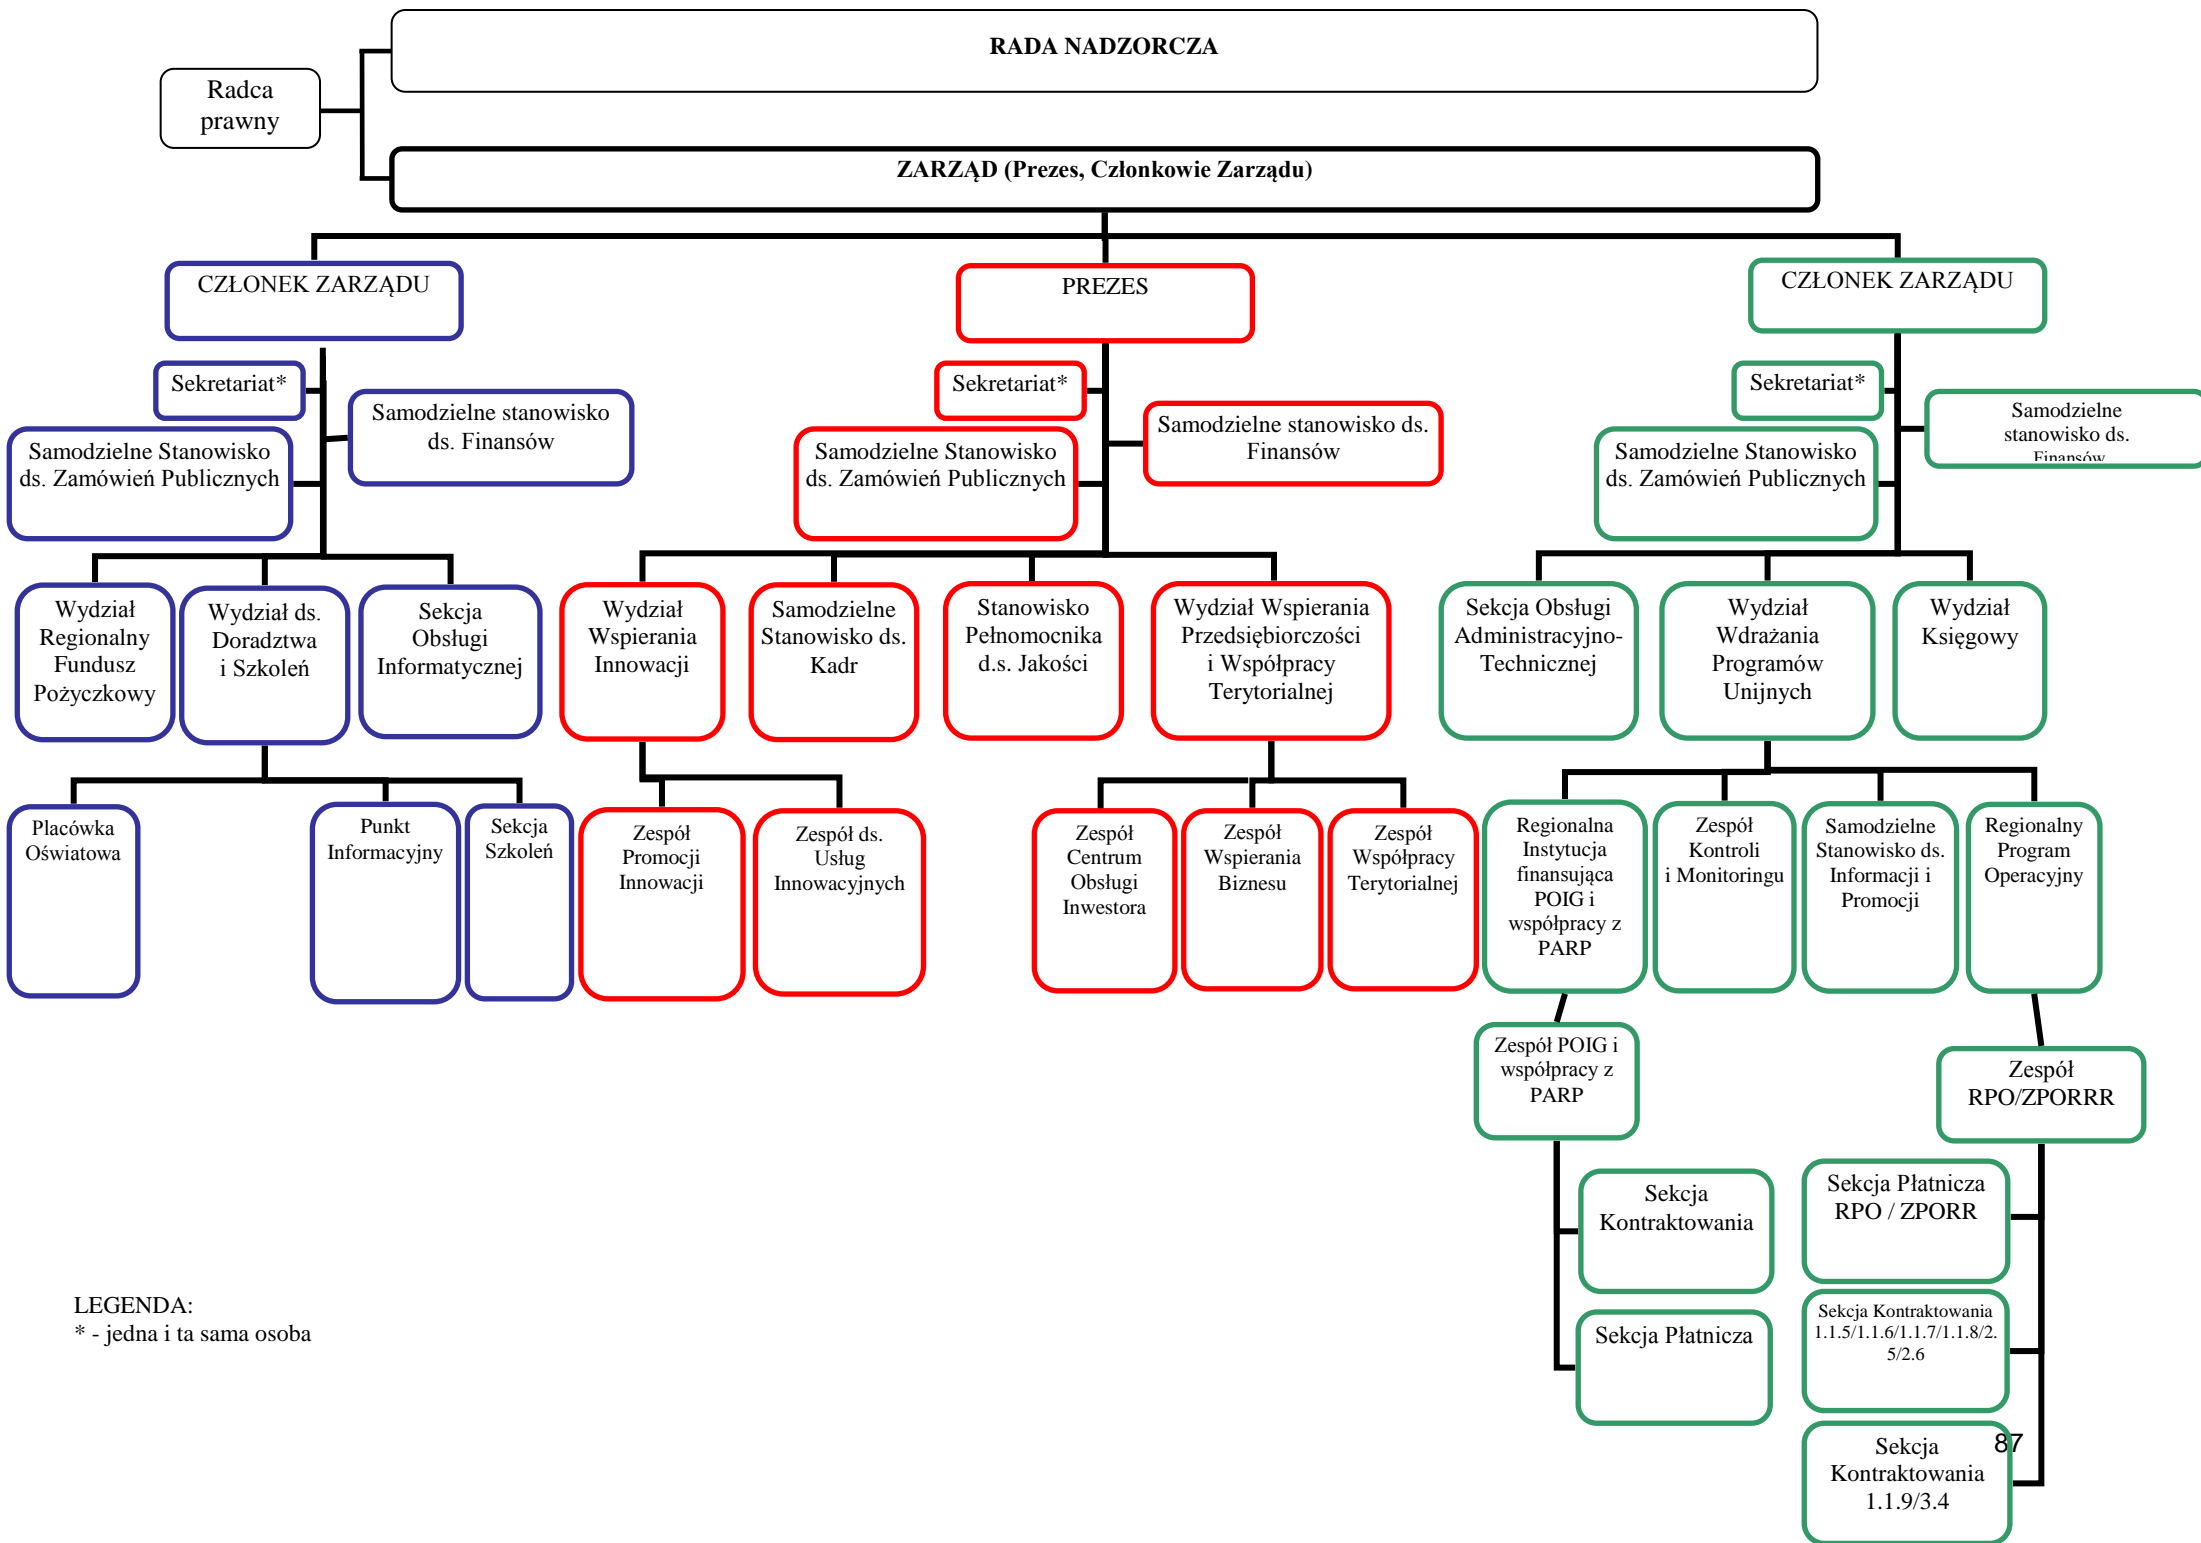 RADA NADZORCZA
Radca
prawny
ZARZĄD (Prezes, Członkowie Zarządu)
CZŁONEK ZARZĄDU
PREZES
CZŁONEK ZARZĄDU
Sekretariat*
Samodzielne stanowisko
ds. Finansów
Samodzielne Stanowisko
ds. Zamówień Publicznych
Sekretariat*
Samodzielne stanowisko ds.
Finansów
Samodzielne Stanowisko
ds. Zamówień Publicznych
Sekretariat*
Samodzielne
stanowisko ds.
Finansów
Samodzielne Stanowisko
ds. Zamówień Publicznych
Wydział
Regionalny
Fundusz
Pożyczkowy
Wydział ds.
Doradztwa
i Szkoleń
Sekcja
Obsługi
Informatycznej
Wydział
Wspierania
Innowacji
Samodzielne
Stanowisko ds.
Kadr
Stanowisko
Pełnomocnika
d.s. Jakości
Wydział Wspierania
Przedsiębiorczości
i Współpracy
Terytorialnej
Sekcja Obsługi
Administracyjno-
Technicznej
Wydział
Wdrażania
Programów
Unijnych
Wydział
Księgowy
Placówka
Oświatowa
Punkt
Informacyjny
Sekcja
Szkoleń
Zespół
Promocji
Innowacji
Zespół ds.
Usług
Innowacyjnych
Zespół
Centrum
Obsługi
Inwestora
Zespół
Wspierania
Biznesu
Zespół
Współpracy
Terytorialnej
Regionalna
Instytucja
finansująca
POIG i
współpracy z
PARP
Zespół
Kontroli
i Monitoringu
Samodzielne
Stanowisko ds.
Informacji i
Promocji
Regionalny
Program
Operacyjny
Zespół POIG i
współpracy z
PARP
Zespół
RPO/ZPORRR
Sekcja
Kontraktowania
Sekcja Płatnicza
Sekcja Płatnicza
RPO / ZPORR
Sekcja Kontraktowania
1.1.5/1.1.6/1.1.7/1.1.8/2.
5/2.6
Sekcja
Kontraktowania
1.1.9/3.4
87
LEGENDA:
* - jedna i ta sama osoba